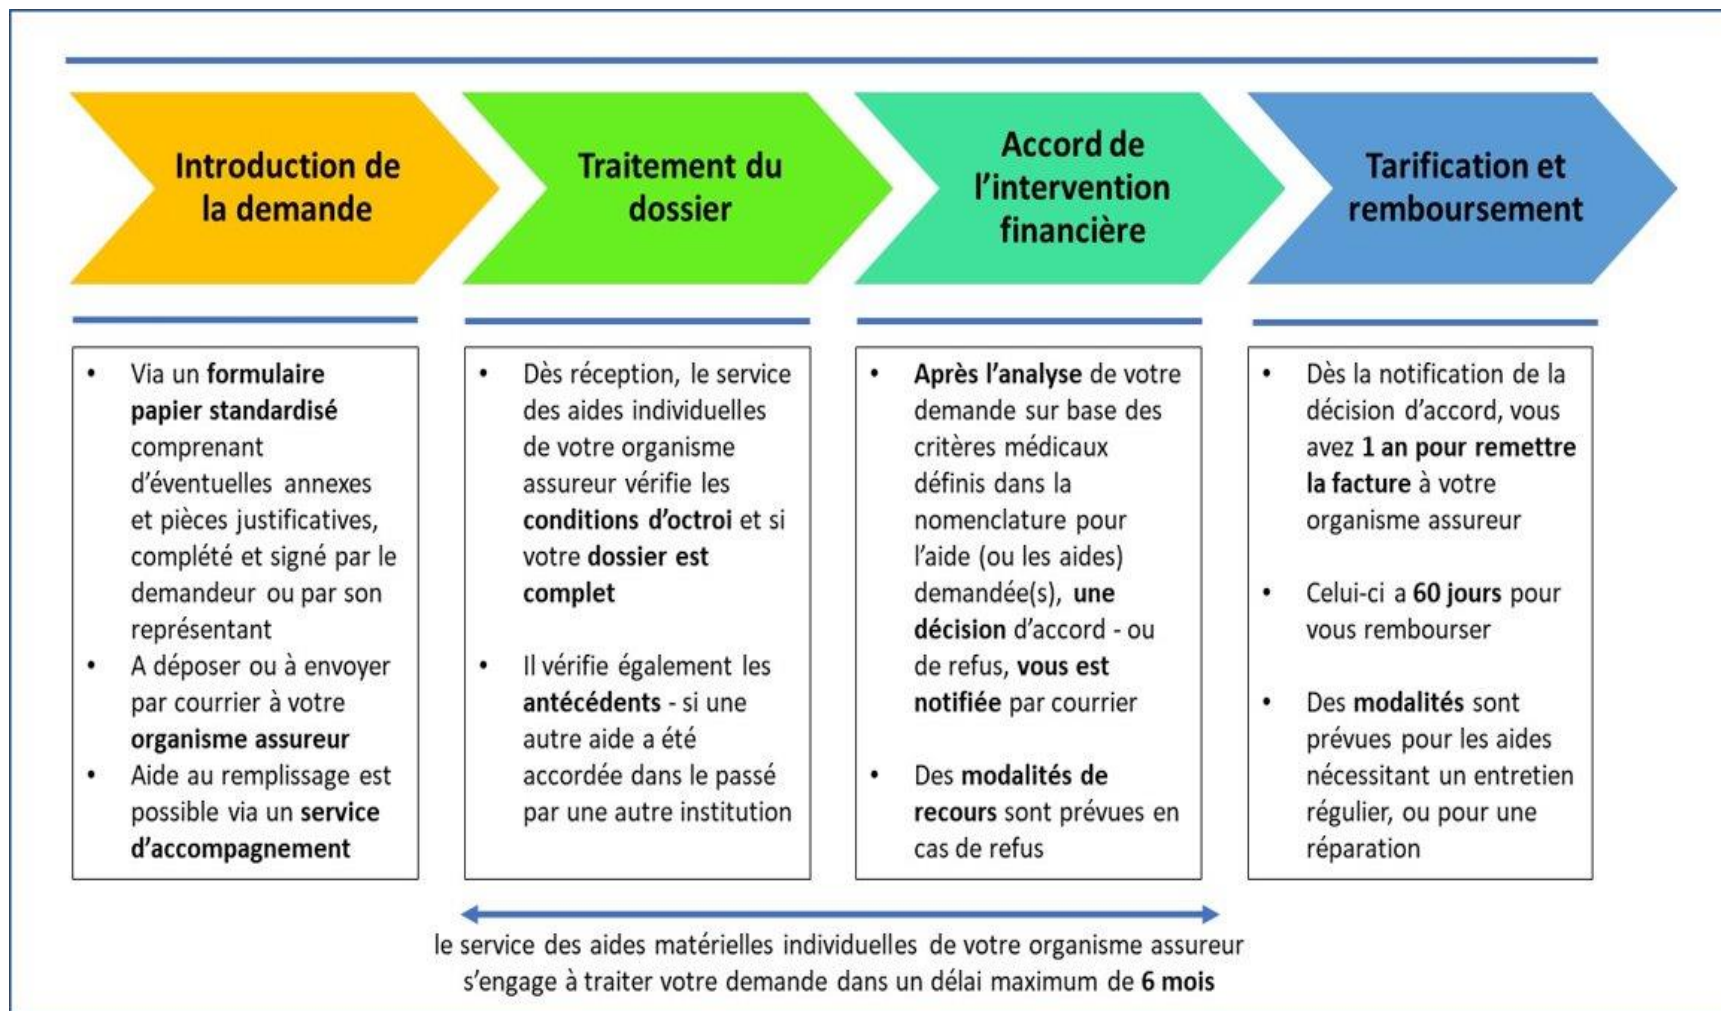 Introduction de
la demande
Traitement du
dossier
Accord de
l'intervention
financière
Tarification et
remboursement
• Via un formulaire
papier standardisé
comprenant
d'éventuelles annexes
et pièces justificatives,
complété et signé par le
demandeur ou par son
représentant
• A déposer ou à envoyer
par courrier à votre
organisme assureur
• Aide au remplissage est
possible via un service
d'accompagnement
• Dès réception, le service
des aides individuelles
de votre organisme
assureur vérifie les
conditions d'octroi et si
votre dossier est
complet
• Il vérifie également les
antécédents - si une
autre aide a été
accordée dans le passé
par une autre institution
• Après l'analyse de votre
demande sur base des
critères médicaux
définis dans la
nomenclature pour
l'aide (ou les aides)
demandée(s), une
décision d'accord - ou
de refus, vous est
notifiée par courrier
• Des modalités de
recours sont prévues en
cas de refus
• Dès la notification de la
décision d'accord, vous
avez 1 an pour remettre
la facture à votre
organisme assureur
• Celui-ci a 60 jours pour
vous rembourser
• Des modalités sont
prévues pour les aides
nécessitant un entretien
régulier, ou pour une
réparation
le service des aides matérielles individuelles de votre organisme assureur
s'engage à traiter votre demande dans un délai maximum de 6 mois